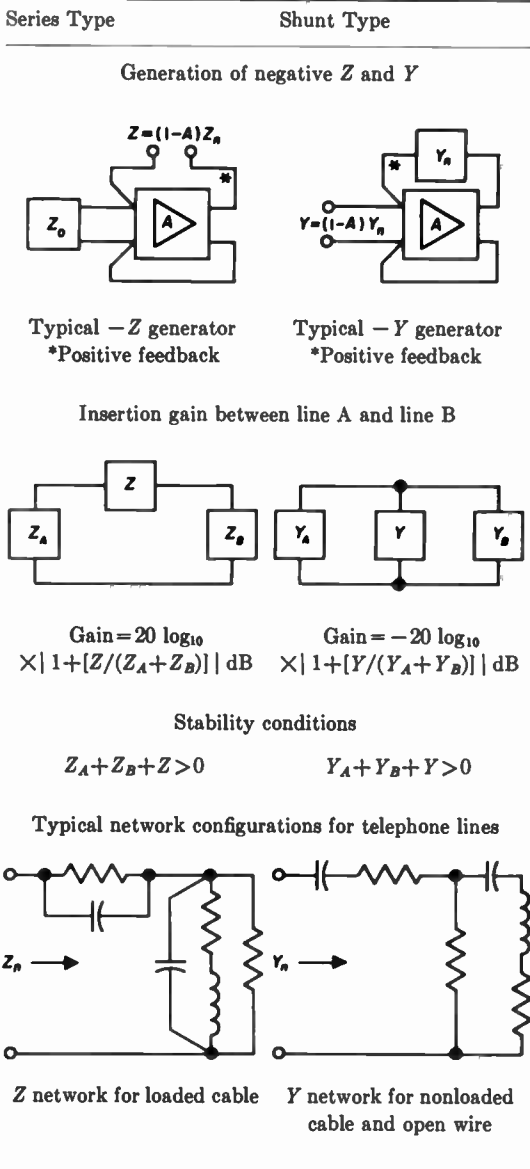 Series Type Shunt Type
Generation of negative Z and Y
Z=(1-A)Zn
*
Z0
A
Yn
*
A
Y=(1-A)Yn
Typical −Z generator
*Positive feedback
Typical −Y generator
*Positive feedback
Insertion gain between line A and line B
Z
ZA
ZB
YA
Y
YB
Gain=20 log10
×| 1+[Z/(ZA+ZB)] | dB
Gain=−20 log10
×| 1+[Y/(YA+YB)] | dB
Stability conditions
ZA+ZB+Z>0 YA+YB+Y>0
Typical network configurations for telephone lines
Zn
Yn
Z network for loaded cable
Y network for nonloaded
cable and open wire